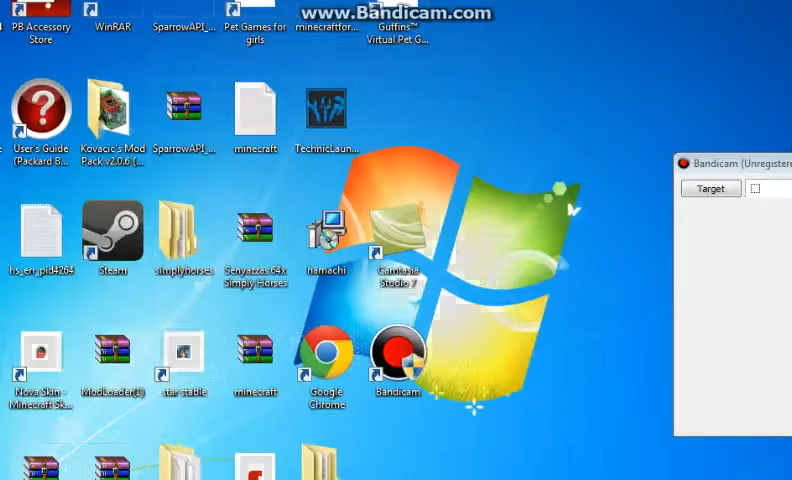 www.Bandicam.com
PB Accessory
Store
WinRAR
SparrowAPI_...
Pet Games for
girls
minecraftfor...
Guffins™
Virtual Pet G...
User's Guide
(Packard B...
Kovacic's Mod
Pack v2.0.6 (...
SparrowAPI_...
minecraft
TechnicLaun...
Bandicam (Unregistere
Target
hs_err_pid4264
Steam
simplyhorses
Senyazzas 64x
Simply Horses
hamachi
Camtasia
Studio 7
Nova Skin -
Minecraft Sk...
ModLoader(1)
star stable
minecraft
Google
Chrome
Bandicam